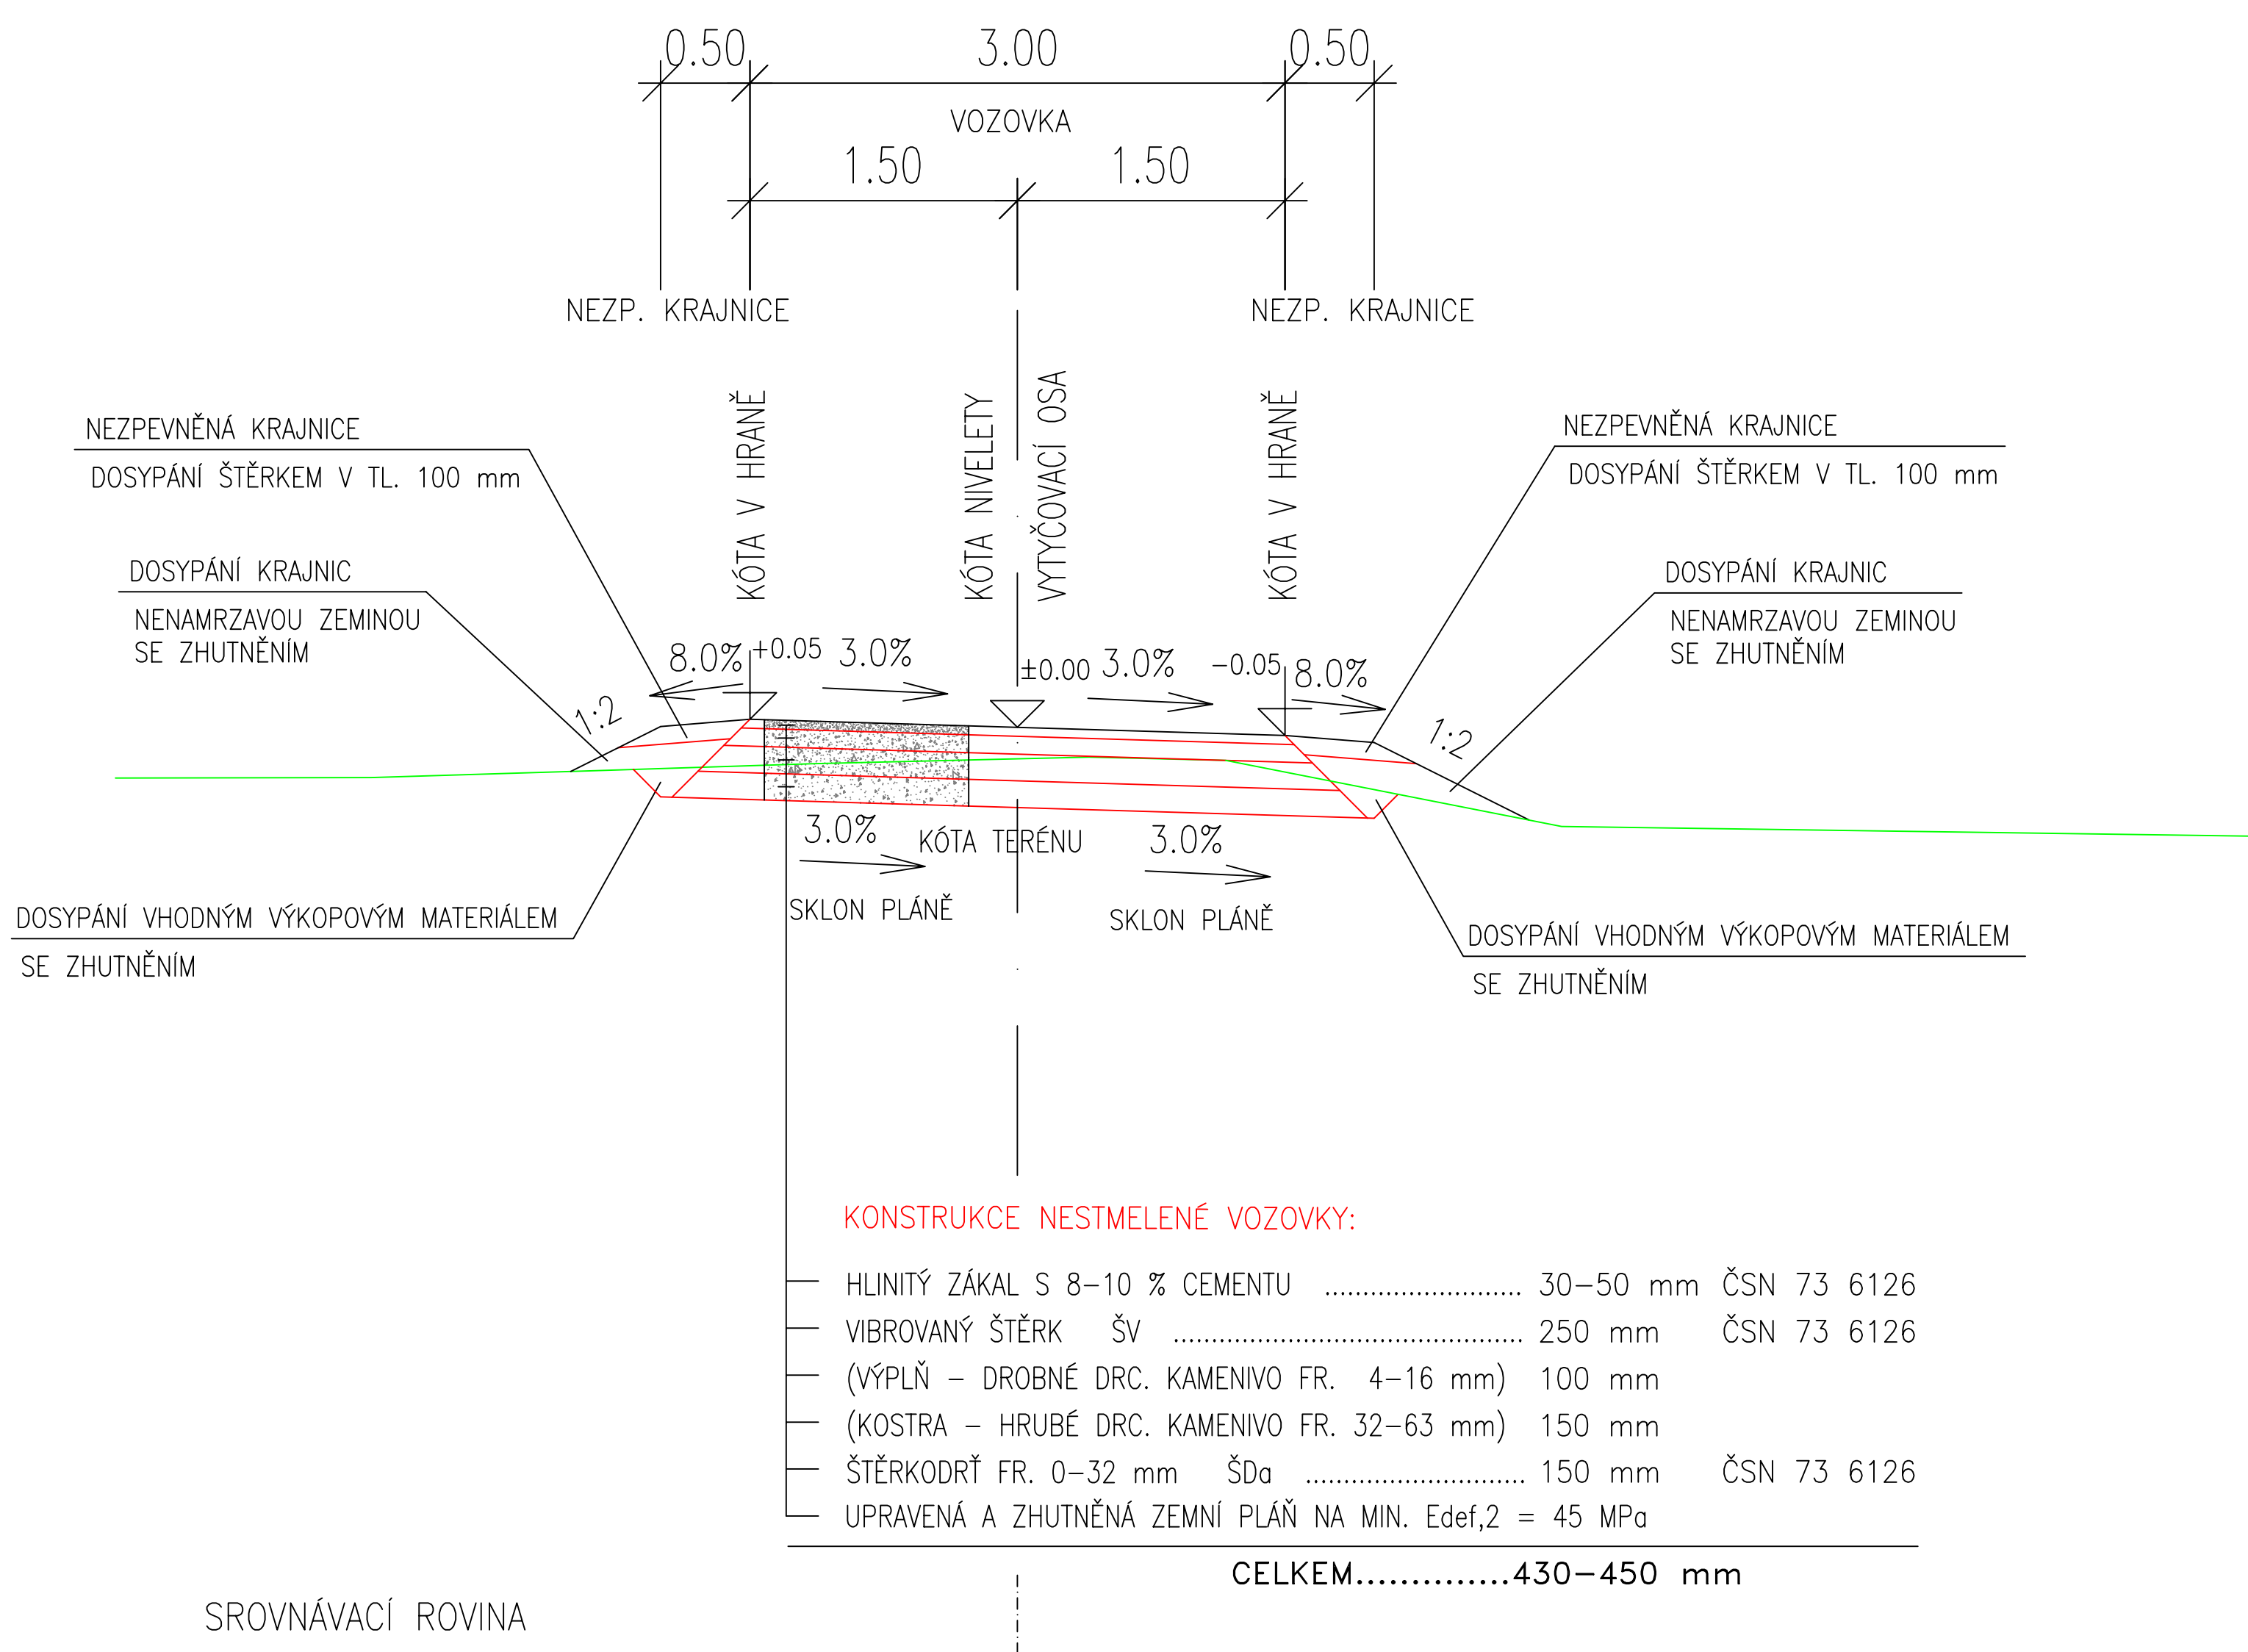 0.50 3.00 0.50
VOZOVKA
1.50 1.50
NEZP. KRAJNICE NEZP. KRAJNICE
KÓTA V HRANĚ
KÓTA NIVELETY
VYTYČOVACÍ OSA
KÓTA V HRANĚ
NEZPEVNĚNÁ KRAJNICE
DOSYPÁNÍ ŠTĚRKEM V TL. 100 mm
NEZPEVNĚNÁ KRAJNICE
DOSYPÁNÍ ŠTĚRKEM V TL. 100 mm
DOSYPÁNÍ KRAJNIC
NENAMRZAVOU ZEMINOU
SE ZHUTNĚNÍM
DOSYPÁNÍ KRAJNIC
NENAMRZAVOU ZEMINOU
SE ZHUTNĚNÍM
8.0% +0.05 3.0% ±0.00 3.0% -0.05 8.0%
1:2 1:2
3.0% KÓTA TERÉNU 3.0%
SKLON PLÁNĚ SKLON PLÁNĚ
DOSYPÁNÍ VHODNÝM VÝKOPOVÝM MATERIÁLEM
SE ZHUTNĚNÍM
DOSYPÁNÍ VHODNÝM VÝKOPOVÝM MATERIÁLEM
SE ZHUTNĚNÍM
KONSTRUKCE NESTMELENÉ VOZOVKY:
HLINITÝ ZÁKAL S 8-10 % CEMENTU .......................... 30-50 mm ČSN 73 6126
VIBROVANÝ ŠTĚRK ŠV .............................................. 250 mm ČSN 73 6126
(VÝPLŇ - DROBNÉ DRC. KAMENIVO FR. 4-16 mm) 100 mm
(KOSTRA - HRUBÉ DRC. KAMENIVO FR. 32-63 mm) 150 mm
ŠTĚRKODRŤ FR. 0-32 mm ŠDa ............................. 150 mm ČSN 73 6126
UPRAVENÁ A ZHUTNĚNÁ ZEMNÍ PLÁŇ NA MIN. Edef,2 = 45 MPa
CELKEM..............430-450 mm
SROVNÁVACÍ ROVINA